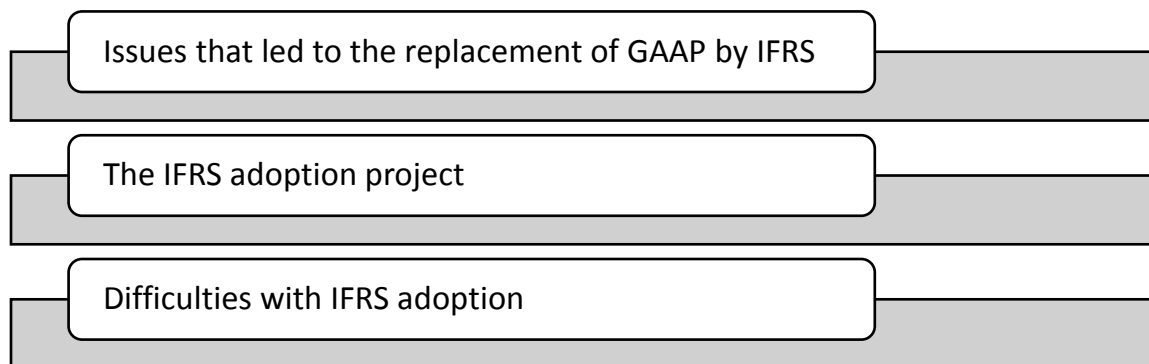 Issues that led to the replacement of GAAP by IFRS
The IFRS adoption project
Difficulties with IFRS adoption